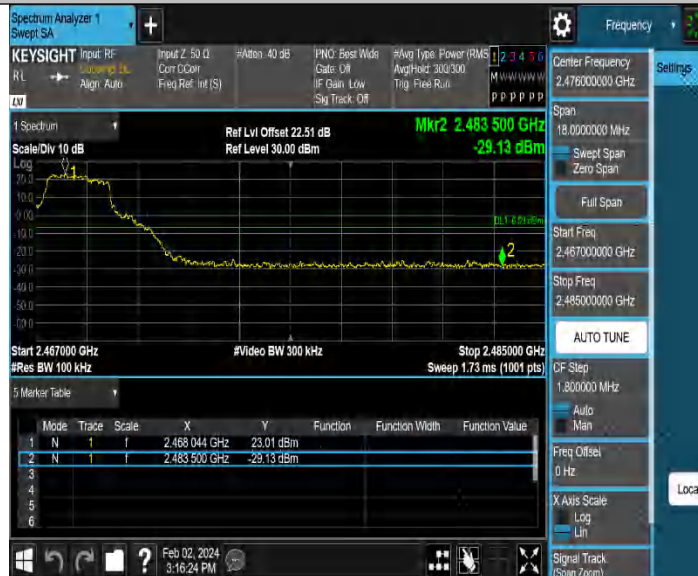 Spectrum Analyzer 1
Swept SA
+
Frequency
Settings
KEYSIGHT Input: RF
RL
Align: Auto
LXI
Input Z: 50 Ω
Corr CCorr
Freq Ref: Int (S)
#Atten: 40 dB
PNO: Best Wide
Gate: Off
IF Gain: Low
Sig Track: Off
#Avg Type: Power (RMS
Avg|Hold: 300/300
Trig: Free Run
1 2 3 4 5 6
M W W W W W
P P P P P P
1 Spectrum
Scale/Div 10 dB
Ref Lvl Offset 22.51 dB
Ref Level 30.00 dBm
Mkr2 2.483 500 GHz
-29.13 dBm
Log
20.0
10.0
0.00
-10.0
-20.0
-30.0
-40.0
-50.0
-60.0
1
2
Start 2.467000 GHz
#Res BW 100 kHz
#Video BW 300 kHz
Stop 2.485000 GHz
Sweep 1.73 ms (1001 pts)
5 Marker Table
Mode Trace Scale X Y Function Function Width Function Value
1 N 1 f 2.468 044 GHz 23.01 dBm
2 N 1 f 2.483 500 GHz -29.13 dBm
3
4
5
6
Center Frequency
2.476000000 GHz
Span
18.0000000 MHz
Swept Span
Zero Span
Full Span
Start Freq
2.467000000 GHz
Stop Freq
2.485000000 GHz
AUTO TUNE
CF Step
1.800000 MHz
Auto
Man
Freq Offset
0 Hz
X Axis Scale
Log
Lin
Signal Track
(Span Zoom)
Loca
?
Feb 02, 2024
3:16:24 PM